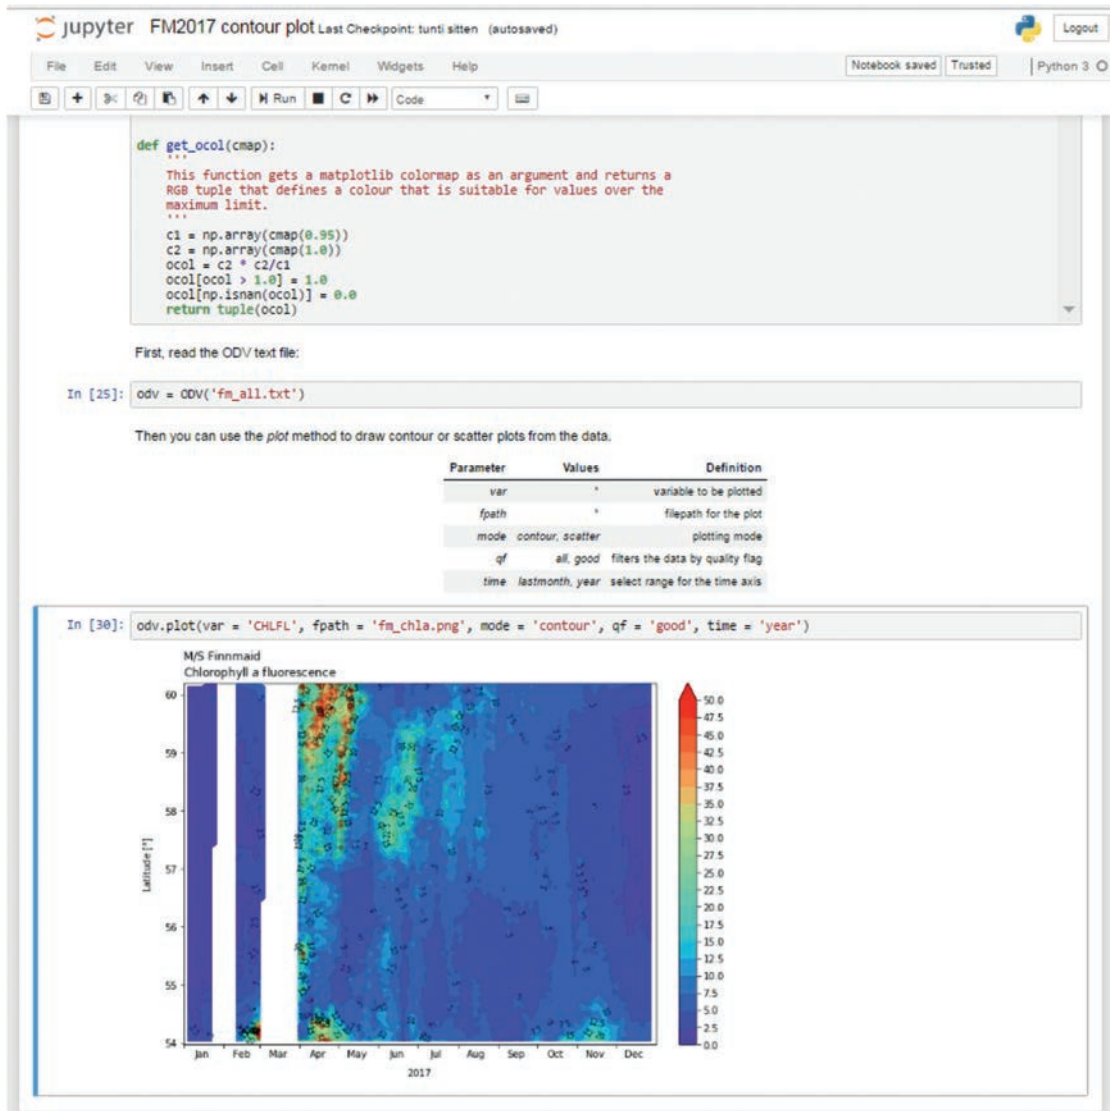 jupyter FM2017 contour plot Last Checkpoint: tunti sitten (autosaved)
Logout
File Edit View Insert Cell Kernel Widgets Help
Notebook saved Trusted Python 3
Run Code
def get_ocol(cmap):
'''
This function gets a matplotlib colormap as an argument and returns a
RGB tuple that defines a colour that is suitable for values over the
maximum limit.
'''
c1 = np.array(cmap(0.95))
c2 = np.array(cmap(1.0))
ocol = c2 * c2/c1
ocol[ocol > 1.0] = 1.0
ocol[np.isnan(ocol)] = 0.0
return tuple(ocol)
First, read the ODV text file:
In [25]: odv = ODV('fm_all.txt')
Then you can use the plot method to draw contour or scatter plots from the data.
Parameter Values Definition
var * variable to be plotted
fpath * filepath for the plot
mode contour, scatter plotting mode
qf all, good filters the data by quality flag
time lastmonth, year select range for the time axis
In [30]: odv.plot(var = 'CHLFL', fpath = 'fm_chla.png', mode = 'contour', qf = 'good', time = 'year')
M/S Finnmaid
Chlorophyll a fluorescence
Latitude [°]
60
59
58
57
56
55
54
Jan Feb Mar Apr May Jun Jul Aug Sep Oct Nov Dec
2017
50.0
47.5
45.0
42.5
40.0
37.5
35.0
32.5
30.0
27.5
25.0
22.5
20.0
17.5
15.0
12.5
10.0
7.5
5.0
2.5
0.0